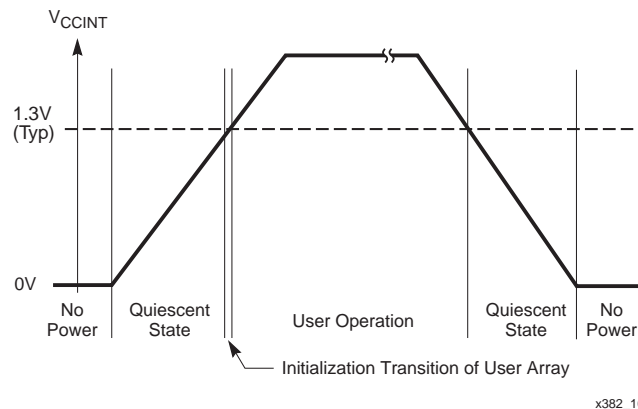 VCCINT
1.3V
(Typ)
0V
No
Power
Quiescent
State
User Operation
Quiescent
State
No
Power
Initialization Transition of User Array